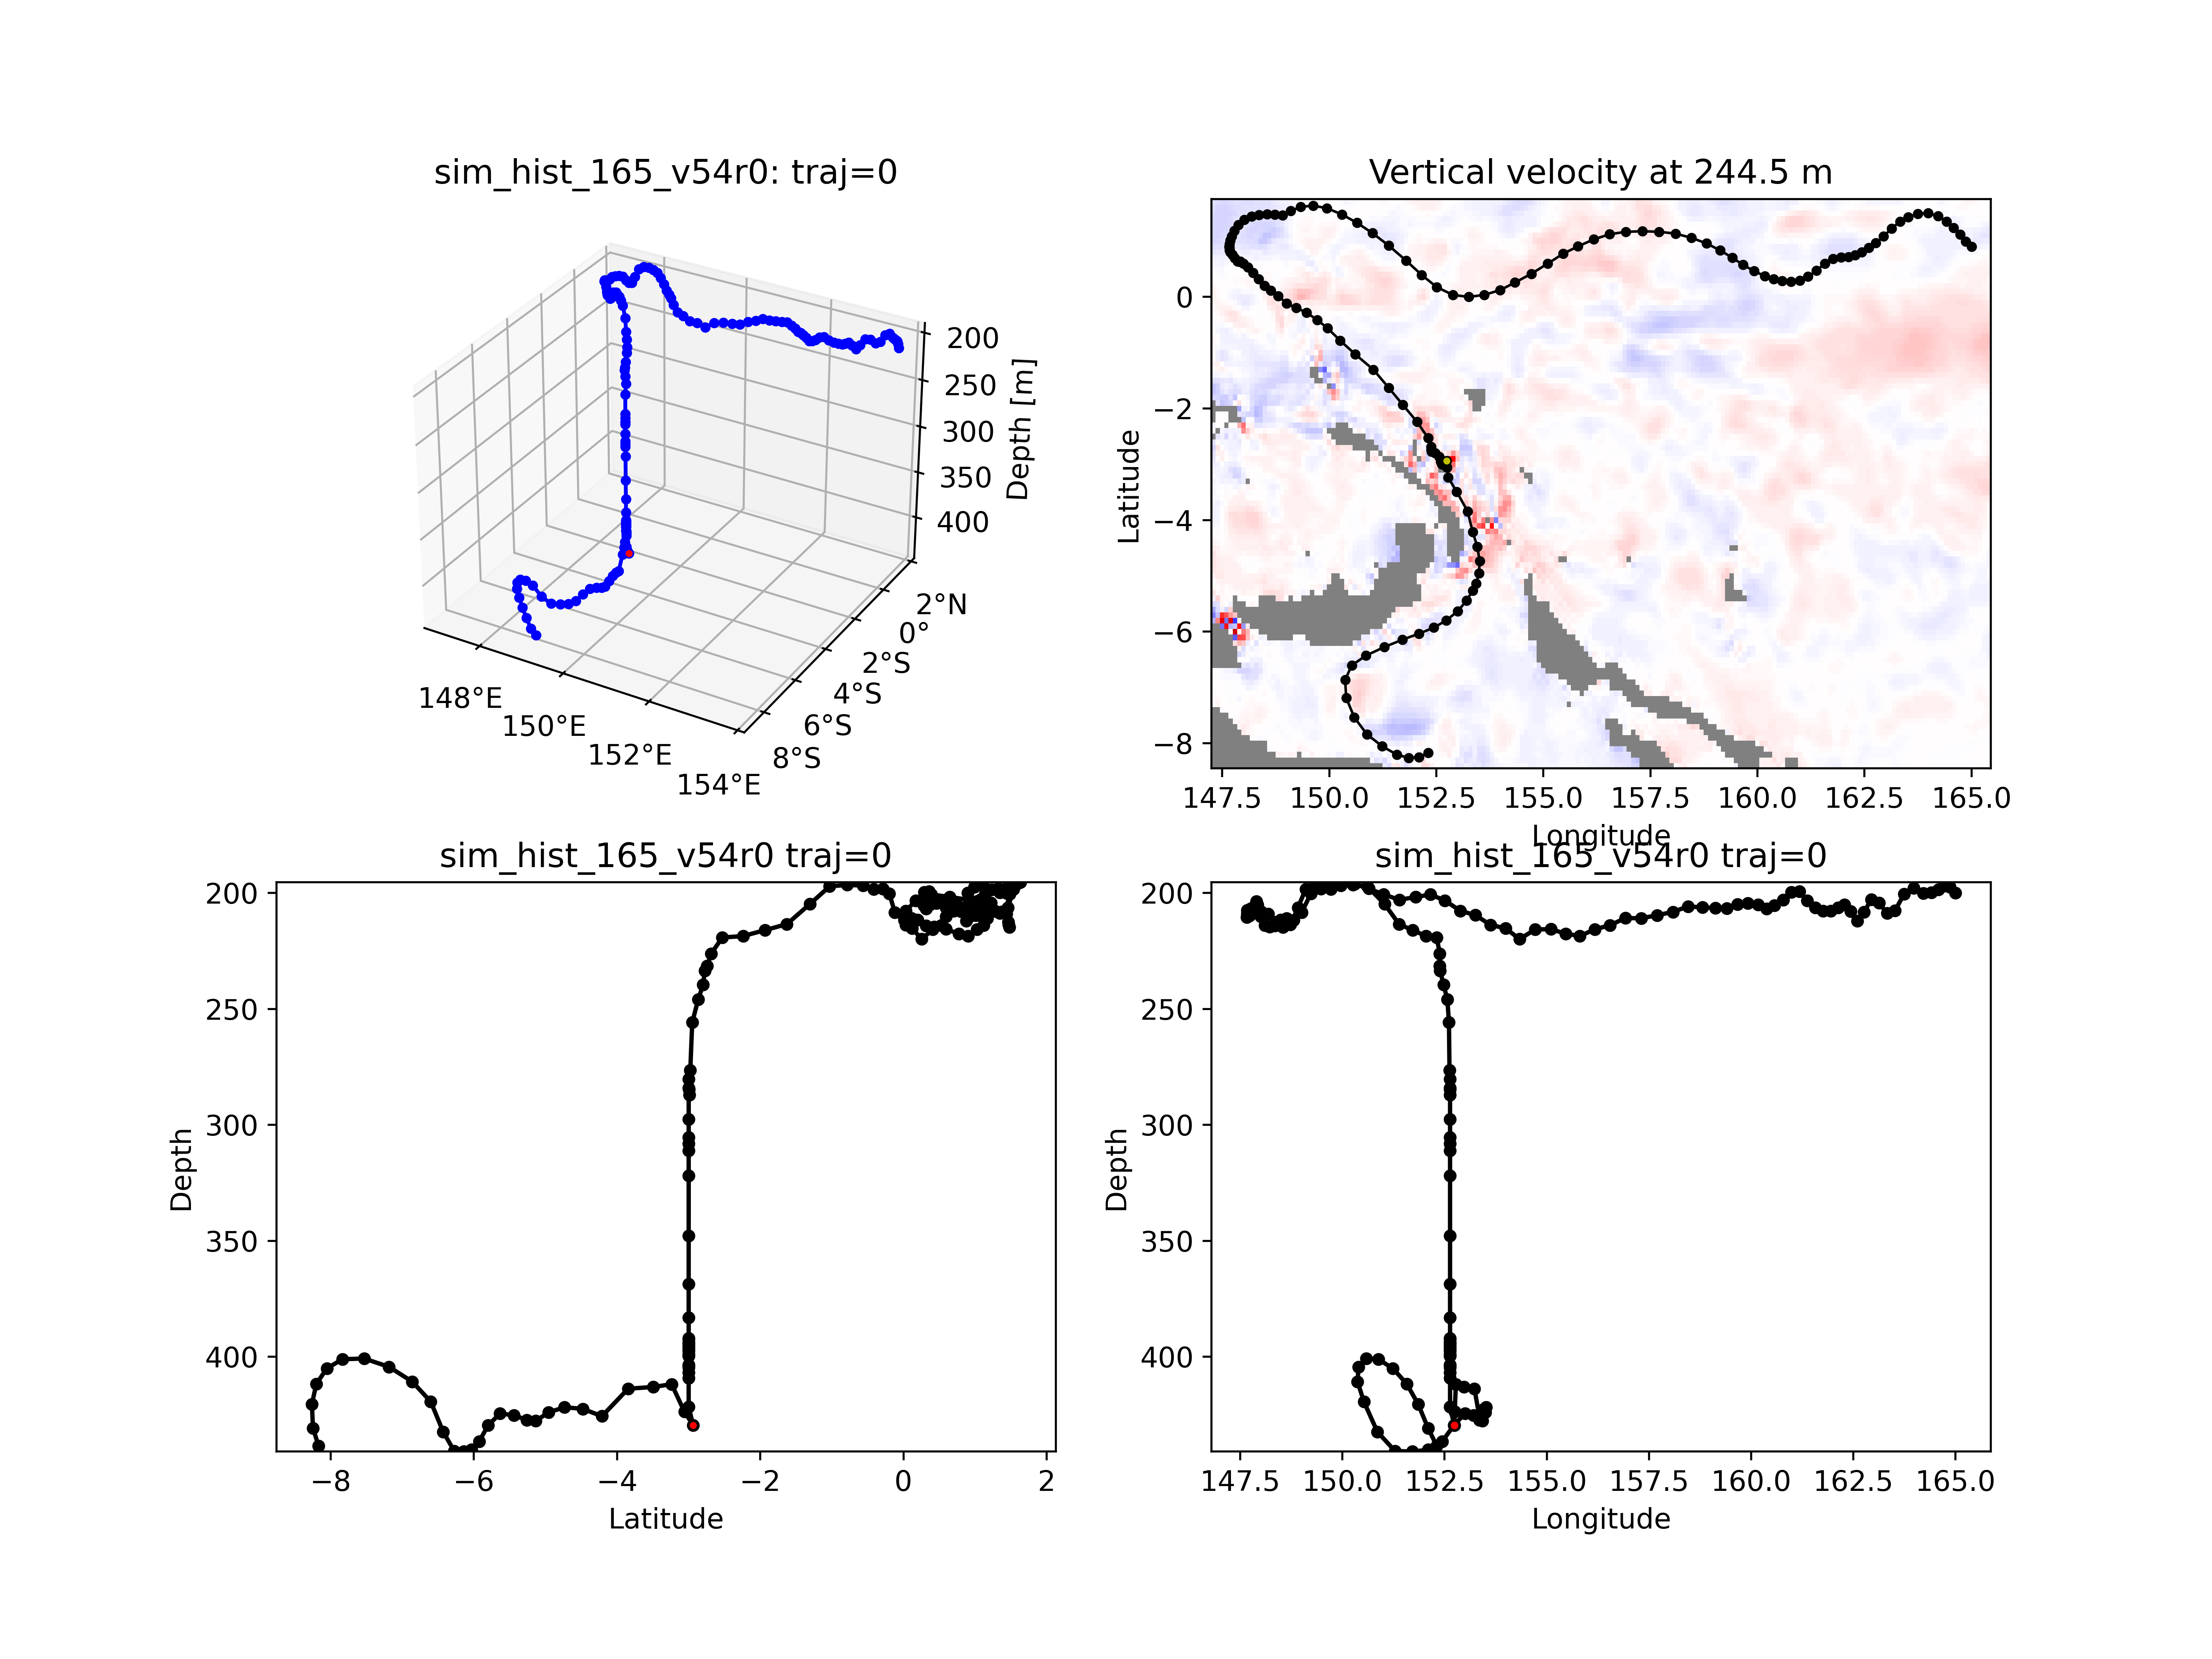 sim_hist_165_v54r0: traj=0
200
250
300
350
400
Depth [m]
2°N
0°
2°S
4°S
6°S
8°S
148°E
150°E
152°E
154°E
Vertical velocity at 244.5 m
0
−2
−4
−6
−8
Latitude
147.5 150.0 152.5 155.0 157.5 160.0 162.5 165.0
Longitude
sim_hist_165_v54r0 traj=0
200
250
300
350
400
Depth
−8 −6 −4 −2 0 2
Latitude
sim_hist_165_v54r0 traj=0
200
250
300
350
400
Depth
147.5 150.0 152.5 155.0 157.5 160.0 162.5 165.0
Longitude